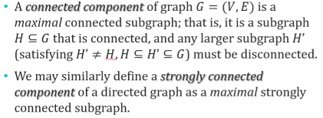 • A connected component of graph G = (V, E) is a
maximal connected subgraph; that is, it is a subgraph
H ⊆ G that is connected, and any larger subgraph H'
(satisfying H' ≠ H, H ⊆ H' ⊆ G) must be disconnected.
• We may similarly define a strongly connected
component of a directed graph as a maximal strongly
connected subgraph.